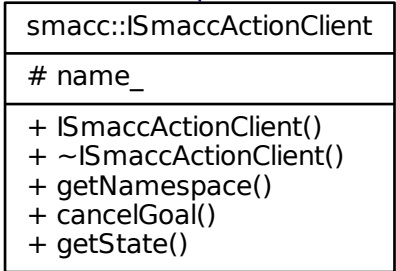 smacc::ISmaccActionClient
# name_
+ ISmaccActionClient()
+ ~ISmaccActionClient()
+ getNamespace()
+ cancelGoal()
+ getState()